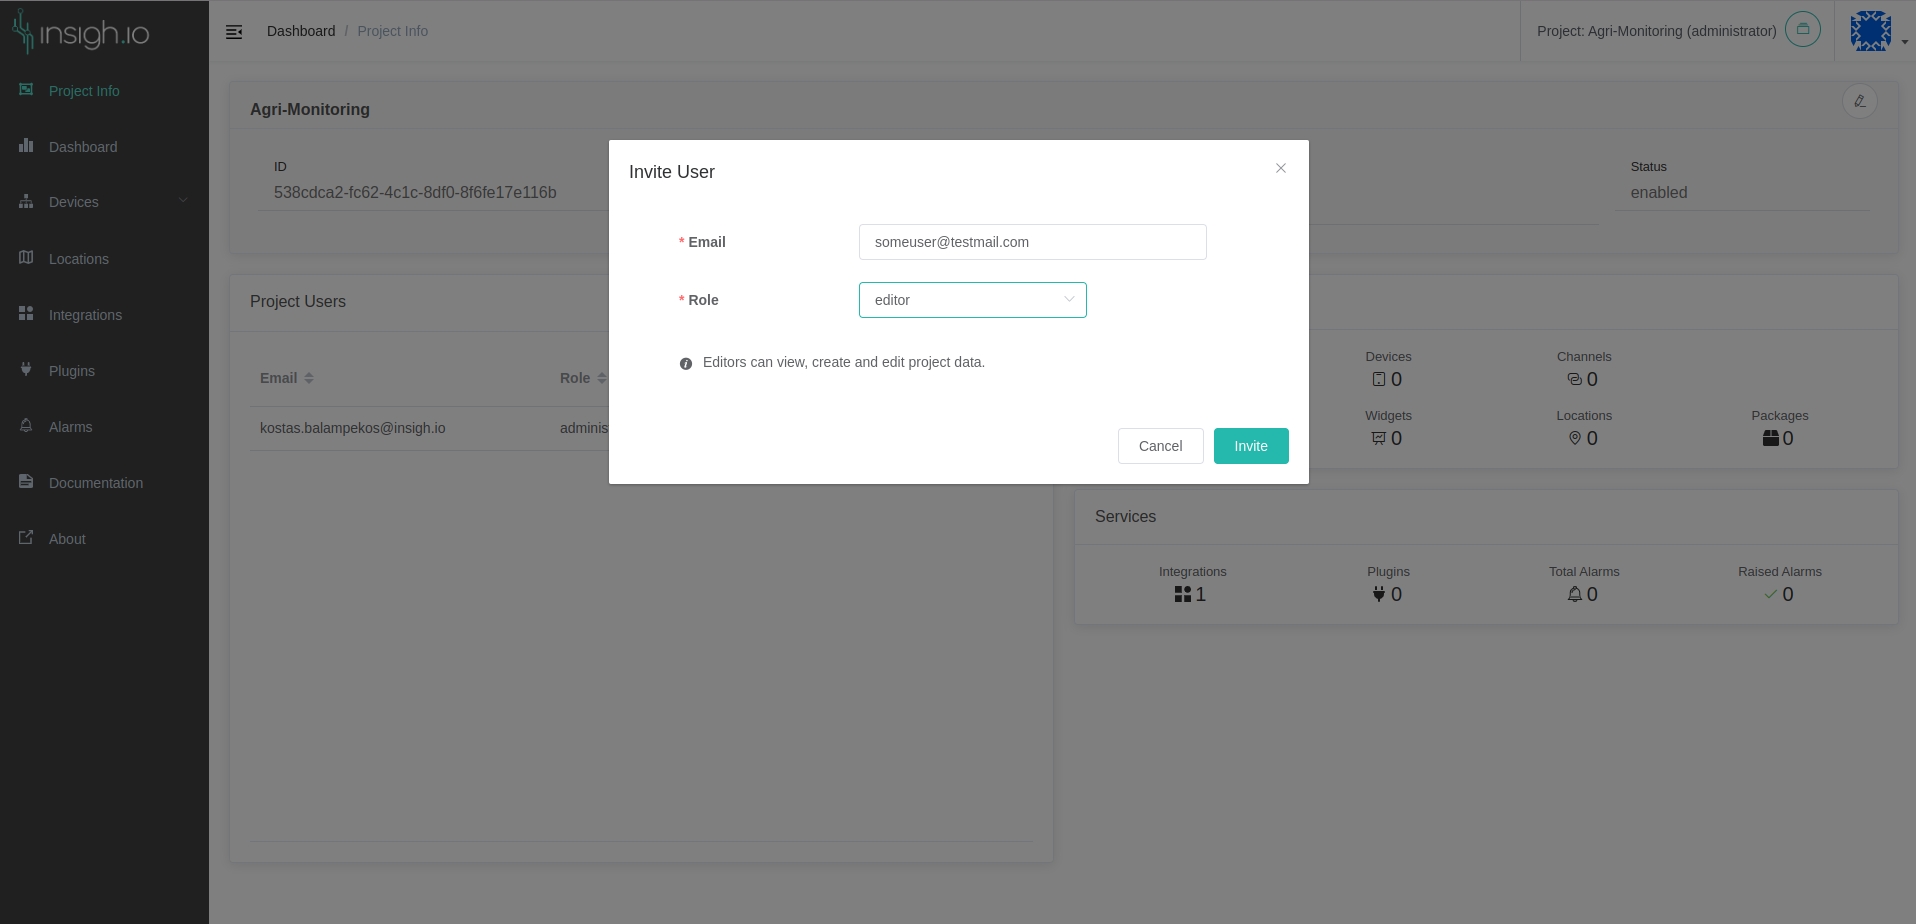 insigh.io
Dashboard / Project Info
Project: Agri-Monitoring (administrator)
Project Info
Dashboard
Devices
Locations
Integrations
Plugins
Alarms
Documentation
About
Agri-Monitoring
ID
538cdca2-fc62-4c1c-8df0-8f6fe17e116b
Status
enabled
Project Users
Email
Role
kostas.balampekos@insigh.io
adminis
Invite User
* Email
someuser@testmail.com
* Role
editor
Editors can view, create and edit project data.
Cancel
Invite
Devices
0
Channels
0
Widgets
0
Locations
0
Packages
0
Services
Integrations
1
Plugins
0
Total Alarms
0
Raised Alarms
0